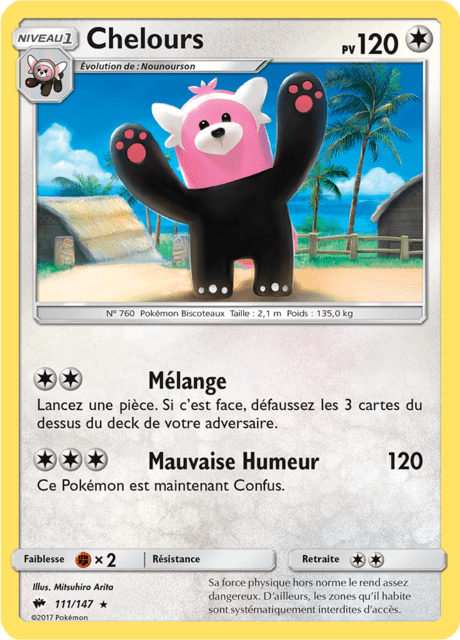 NIVEAU 1
Chelours
PV 120
Évolution de : Nounourson
N° 760 Pokémon Biscoteaux Taille : 2,1 m Poids : 135,0 kg
Mélange
Lancez une pièce. Si c'est face, défaussez les 3 cartes du
dessus du deck de votre adversaire.
Mauvaise Humeur 120
Ce Pokémon est maintenant Confus.
Faiblesse × 2 Résistance Retraite
Illus. Mitsuhiro Arita
111/147 ★
©2017 Pokémon
Sa force physique hors norme le rend assez
dangereux. D'ailleurs, les zones qu'il habite
sont systématiquement interdites d'accès.